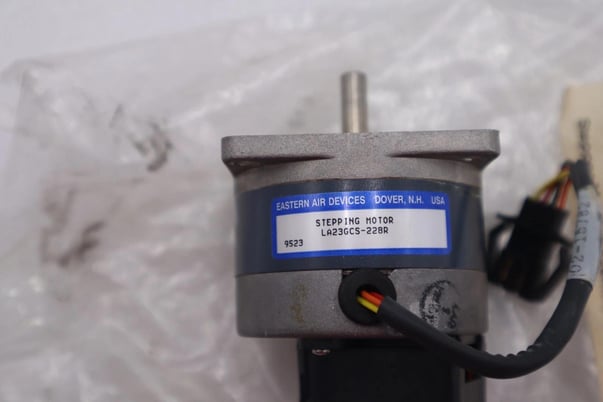 EASTERN AIR DEVICES DOVER, N.H. USA
STEPPING MOTOR
LA23GCS-228R
9523